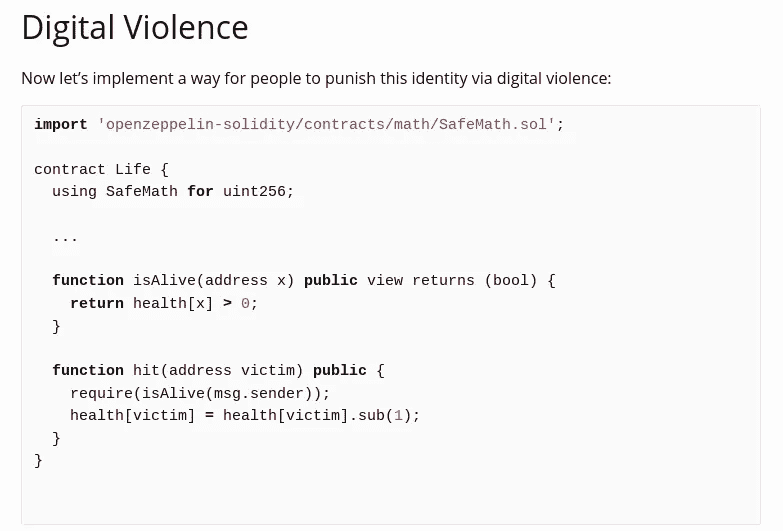 Digital Violence
Now let’s implement a way for people to punish this identity via digital violence:
import 'openzeppelin-solidity/contracts/math/SafeMath.sol';
contract Life {
  using SafeMath for uint256;
  ...
  function isAlive(address x) public view returns (bool) {
    return health[x] > 0;
  }
  function hit(address victim) public {
    require(isAlive(msg.sender));
    health[victim] = health[victim].sub(1);
  }
}